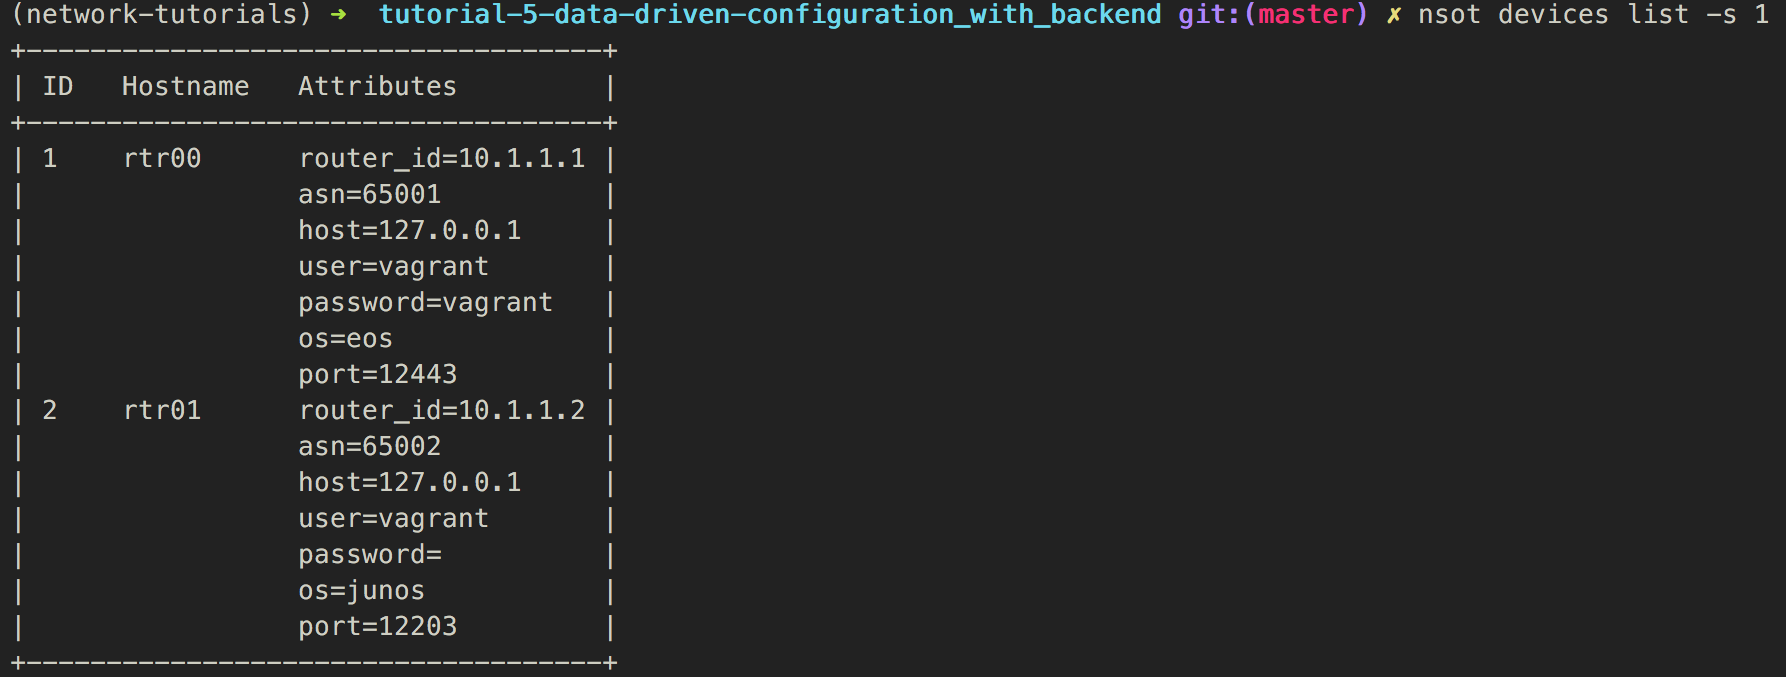 (network-tutorials) ➜  tutorial-5-data-driven-configuration_with_backend git:(master) ✗ nsot devices list -s 1
+------------------------------------+
| ID   Hostname   Attributes         |
+------------------------------------+
| 1    rtr00      router_id=10.1.1.1 |
|                 asn=65001          |
|                 host=127.0.0.1     |
|                 user=vagrant       |
|                 password=vagrant   |
|                 os=eos             |
|                 port=12443         |
| 2    rtr01      router_id=10.1.1.2 |
|                 asn=65002          |
|                 host=127.0.0.1     |
|                 user=vagrant       |
|                 password=          |
|                 os=junos           |
|                 port=12203         |
+------------------------------------+